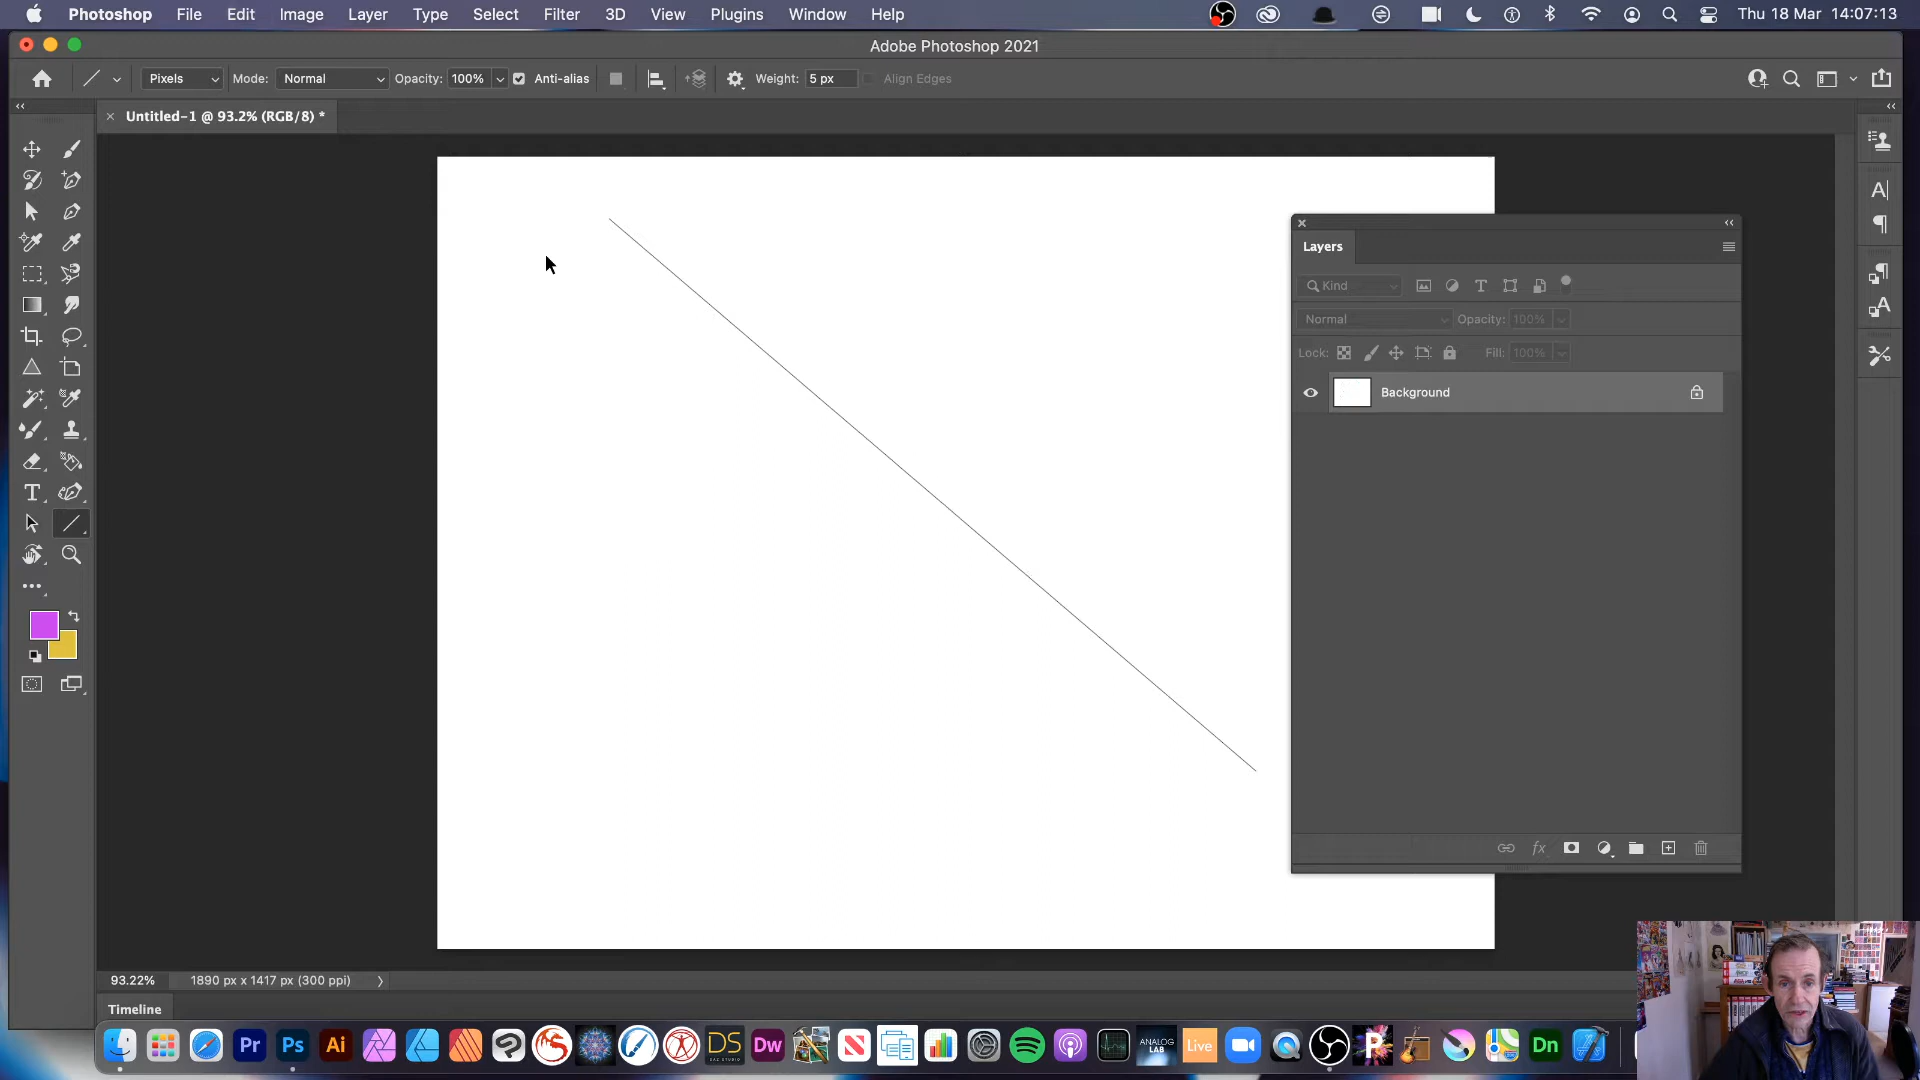 Photoshop File Edit Image Layer Type Select Filter 3D View Plugins Window Help Thu 18 Mar 14:07:13
Adobe Photoshop 2021
Pixels Mode: Normal Opacity: 100% Anti-alias Weight: 5 px Align Edges
Untitled-1 @ 93.2% (RGB/8) *
Layers
Kind
Normal Opacity: 100%
Lock: Fill: 100%
Background
93.22% 1890 px x 1417 px (300 ppi)
Timeline
Pr Ps Ai DS Dw ANALOG LAB Live P Dn